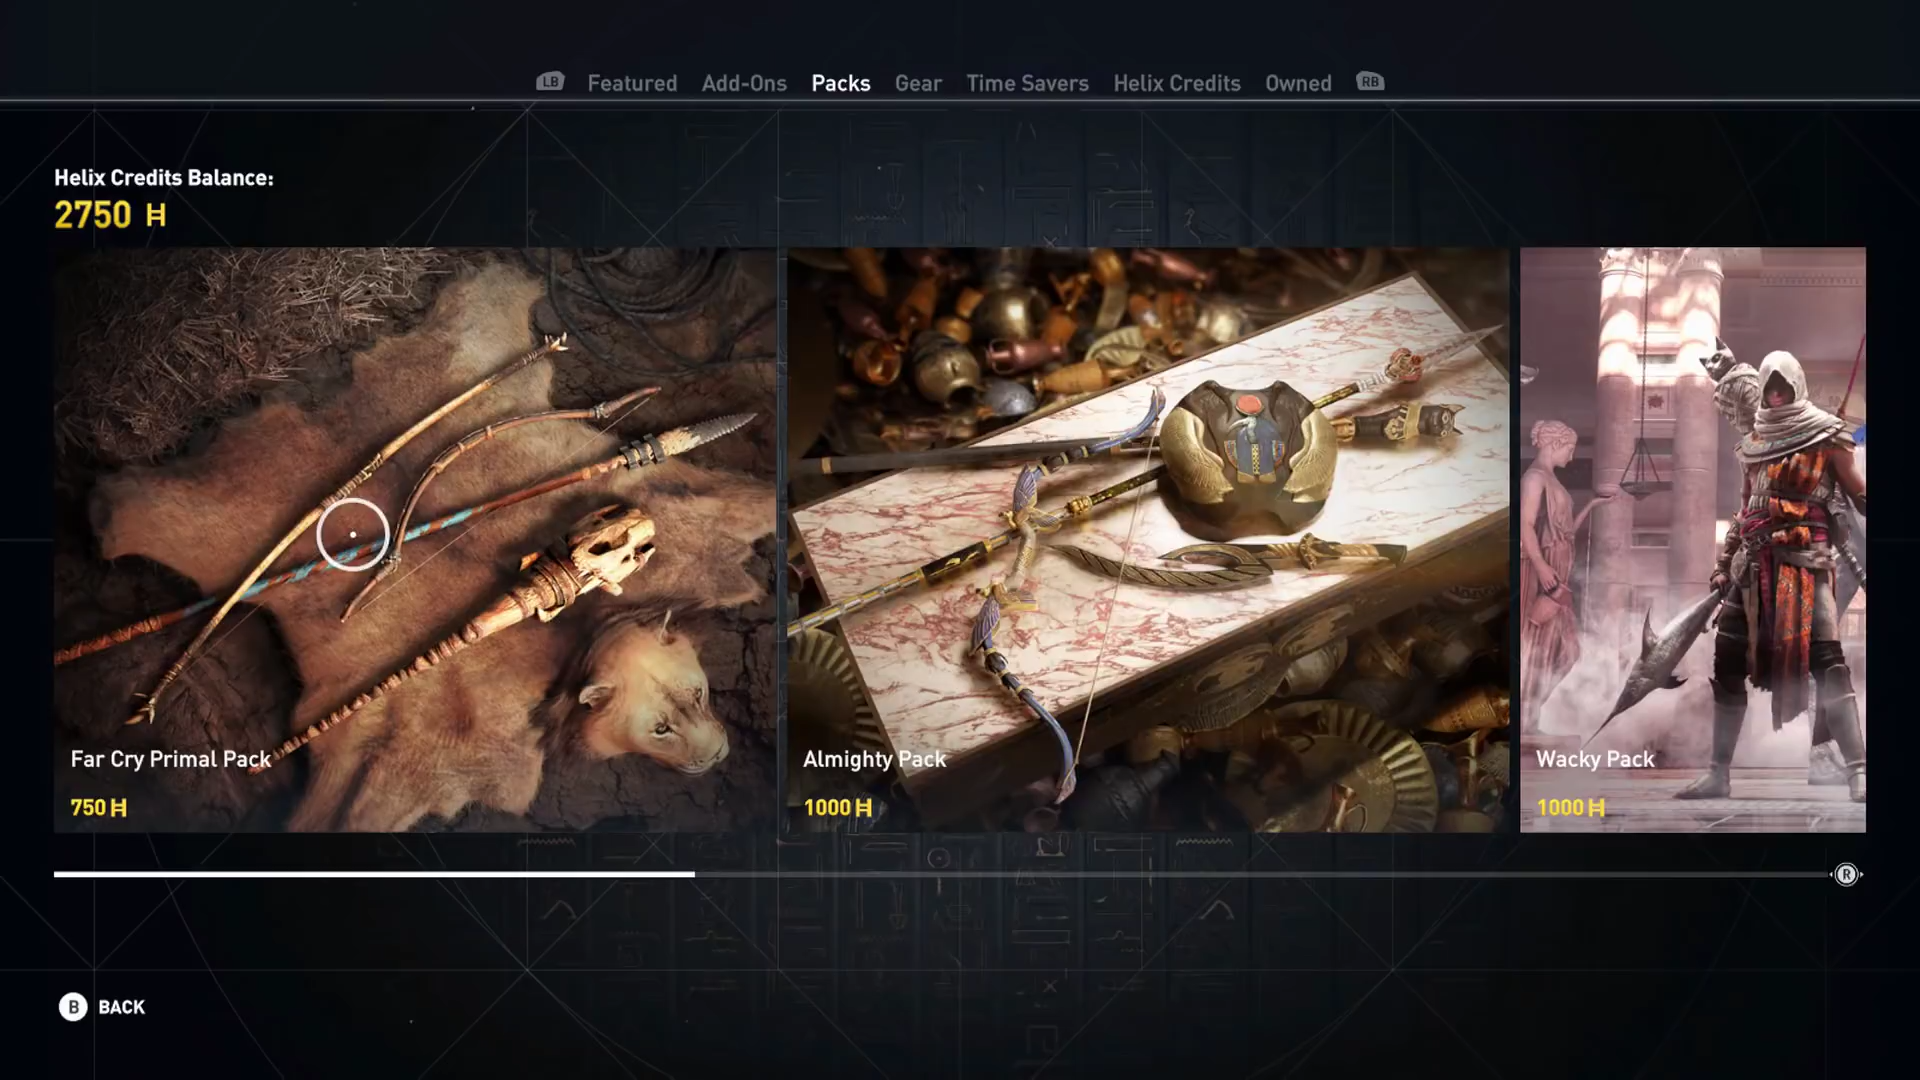 LB Featured Add-Ons Packs Gear Time Savers Helix Credits Owned RB
Helix Credits Balance:
2750 H
Far Cry Primal Pack
750 H
Almighty Pack
1000 H
Wacky Pack
1000 H
R
B BACK